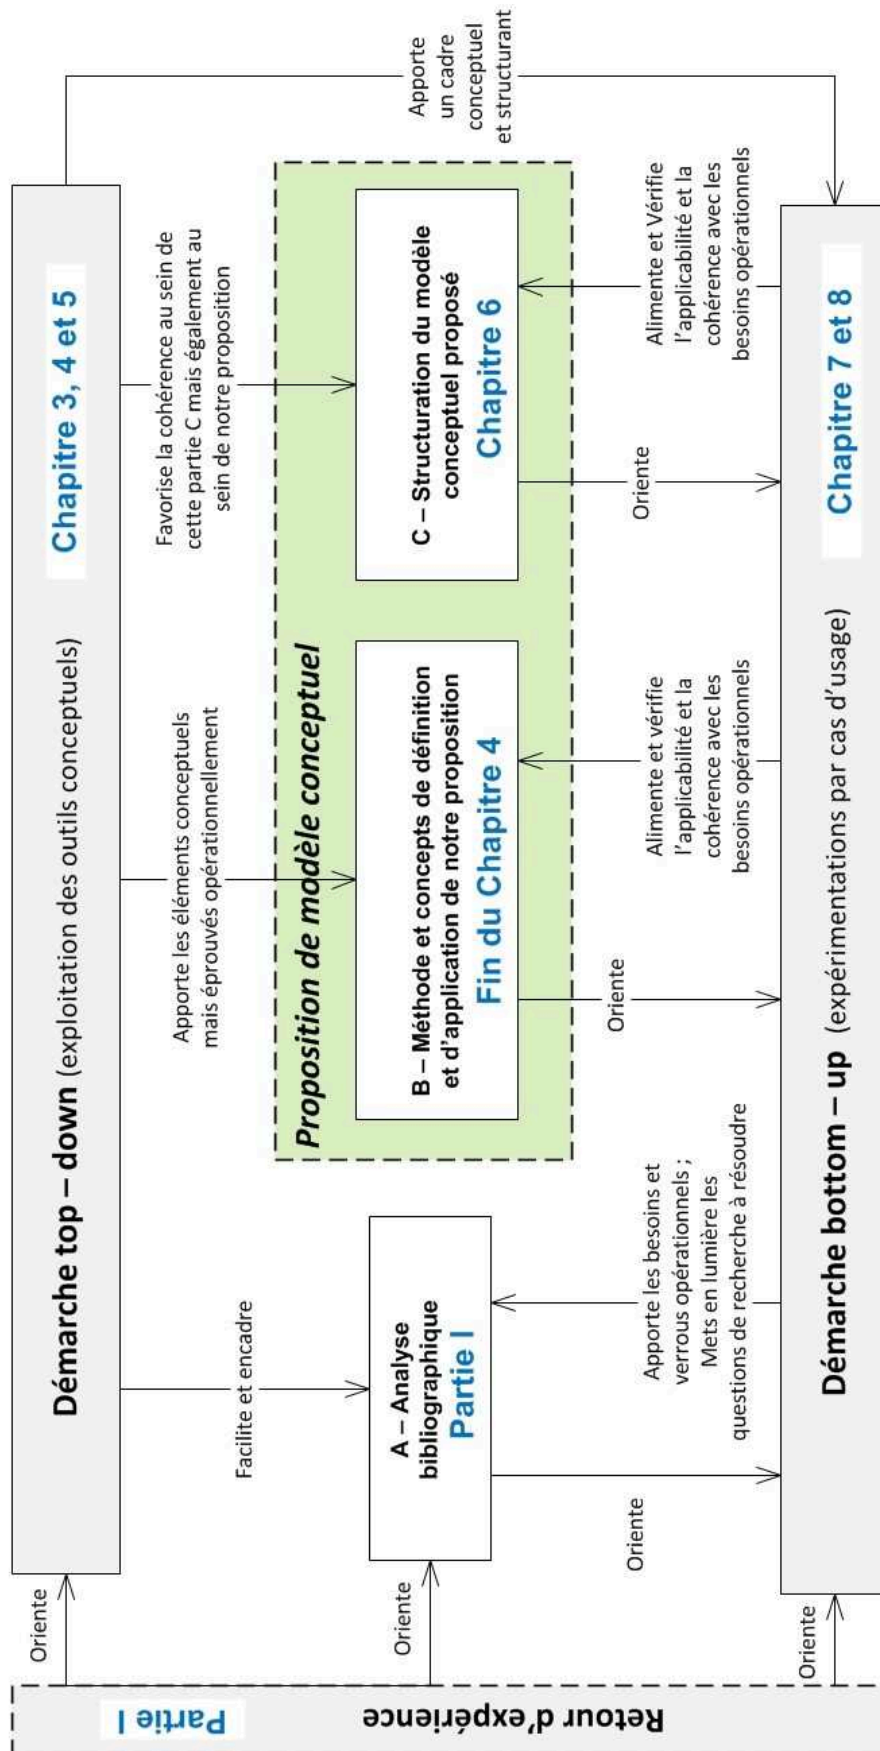 Retour d'expérience
Partie I
Oriente
Oriente
Oriente
Démarche top – down (exploitation des outils conceptuels)
Chapitre 3, 4 et 5
Facilite et encadre
Apporte les éléments conceptuels
mais éprouvés opérationnellement
Favorise la cohérence au sein de
cette partie C mais également au
sein de notre proposition
Apporte
un cadre
conceptuel
et structurant
A – Analyse
bibliographique
Partie I
Proposition de modèle conceptuel
B – Méthode et concepts de définition
et d'application de notre proposition
Fin du Chapitre 4
C – Structuration du modèle
conceptuel proposé
Chapitre 6
Oriente
Apporte les besoins et
verrous opérationnels ;
Mets en lumière les
questions de recherche à résoudre
Oriente
Alimente et vérifie
l'applicabilité et la
cohérence avec les
besoins opérationnels
Oriente
Alimente et Vérifie
l'applicabilité et la
cohérence avec les
besoins opérationnels
Démarche bottom – up (expérimentations par cas d'usage)
Chapitre 7 et 8